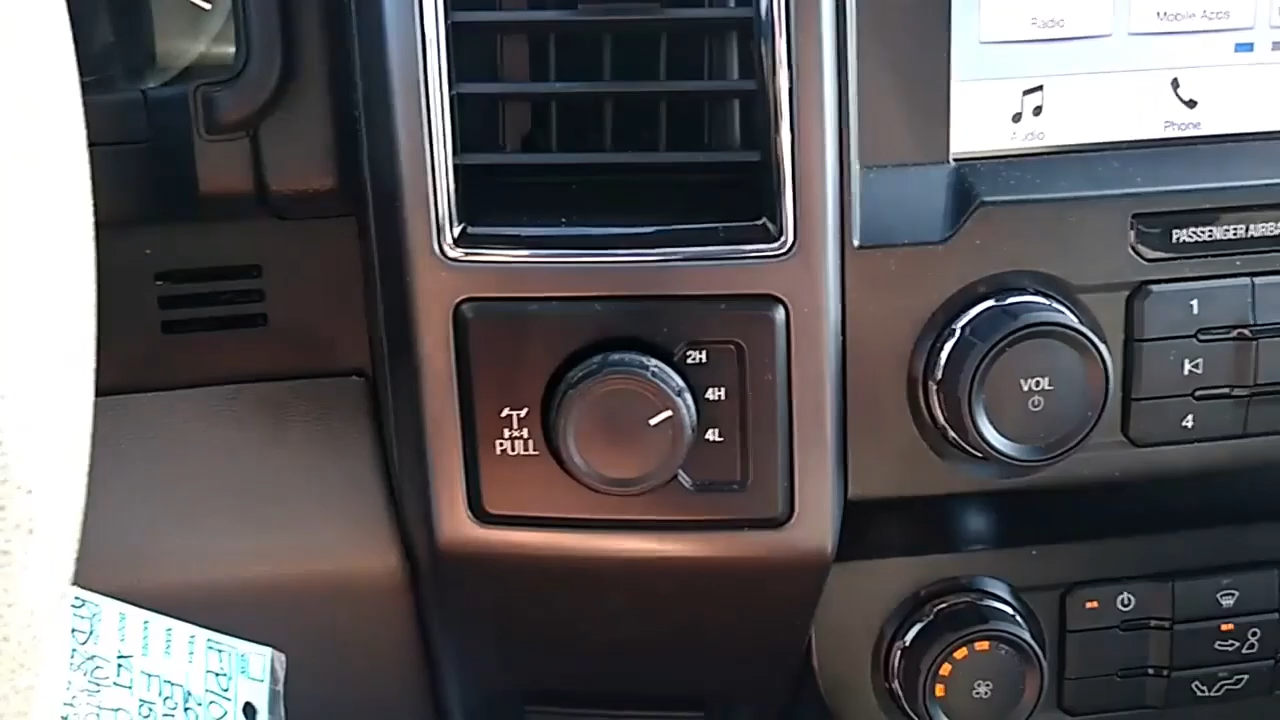 Radio
Mobile Apps
Audio
Phone
PASSENGER AIRBA
2H
4H
4L
PULL
VOL
1
4